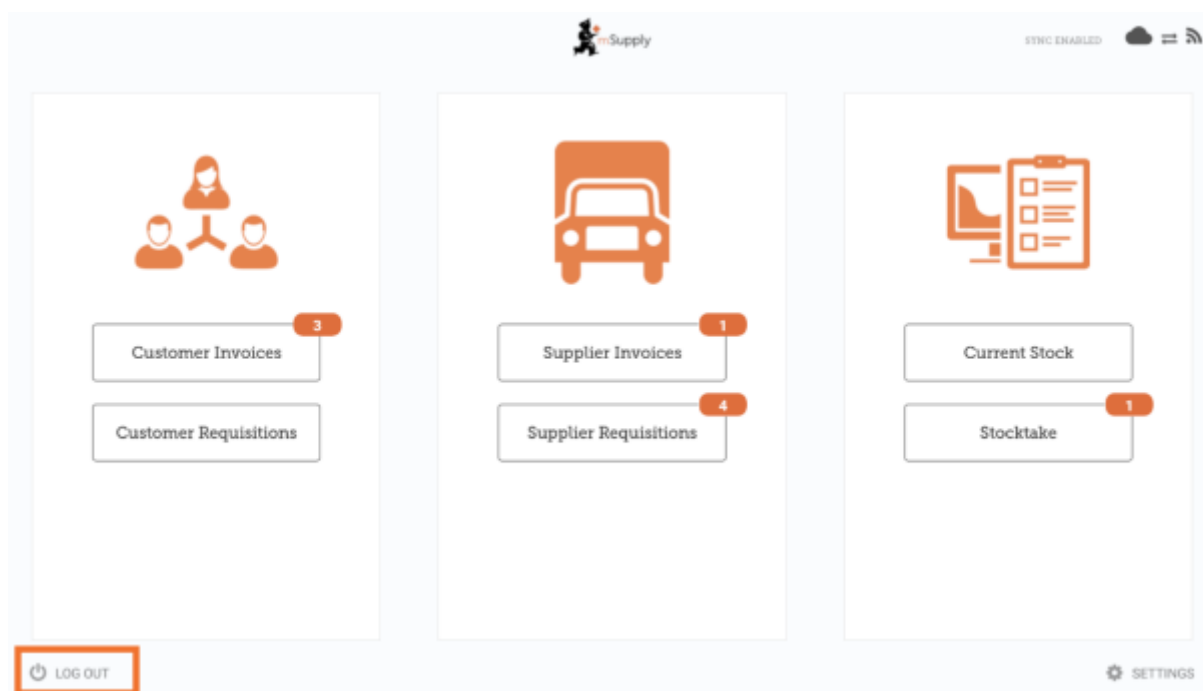 mSupply
SYNC ENABLED
3
Customer Invoices
Customer Requisitions
1
Supplier Invoices
4
Supplier Requisitions
Current Stock
1
Stocktake
LOG OUT
SETTINGS